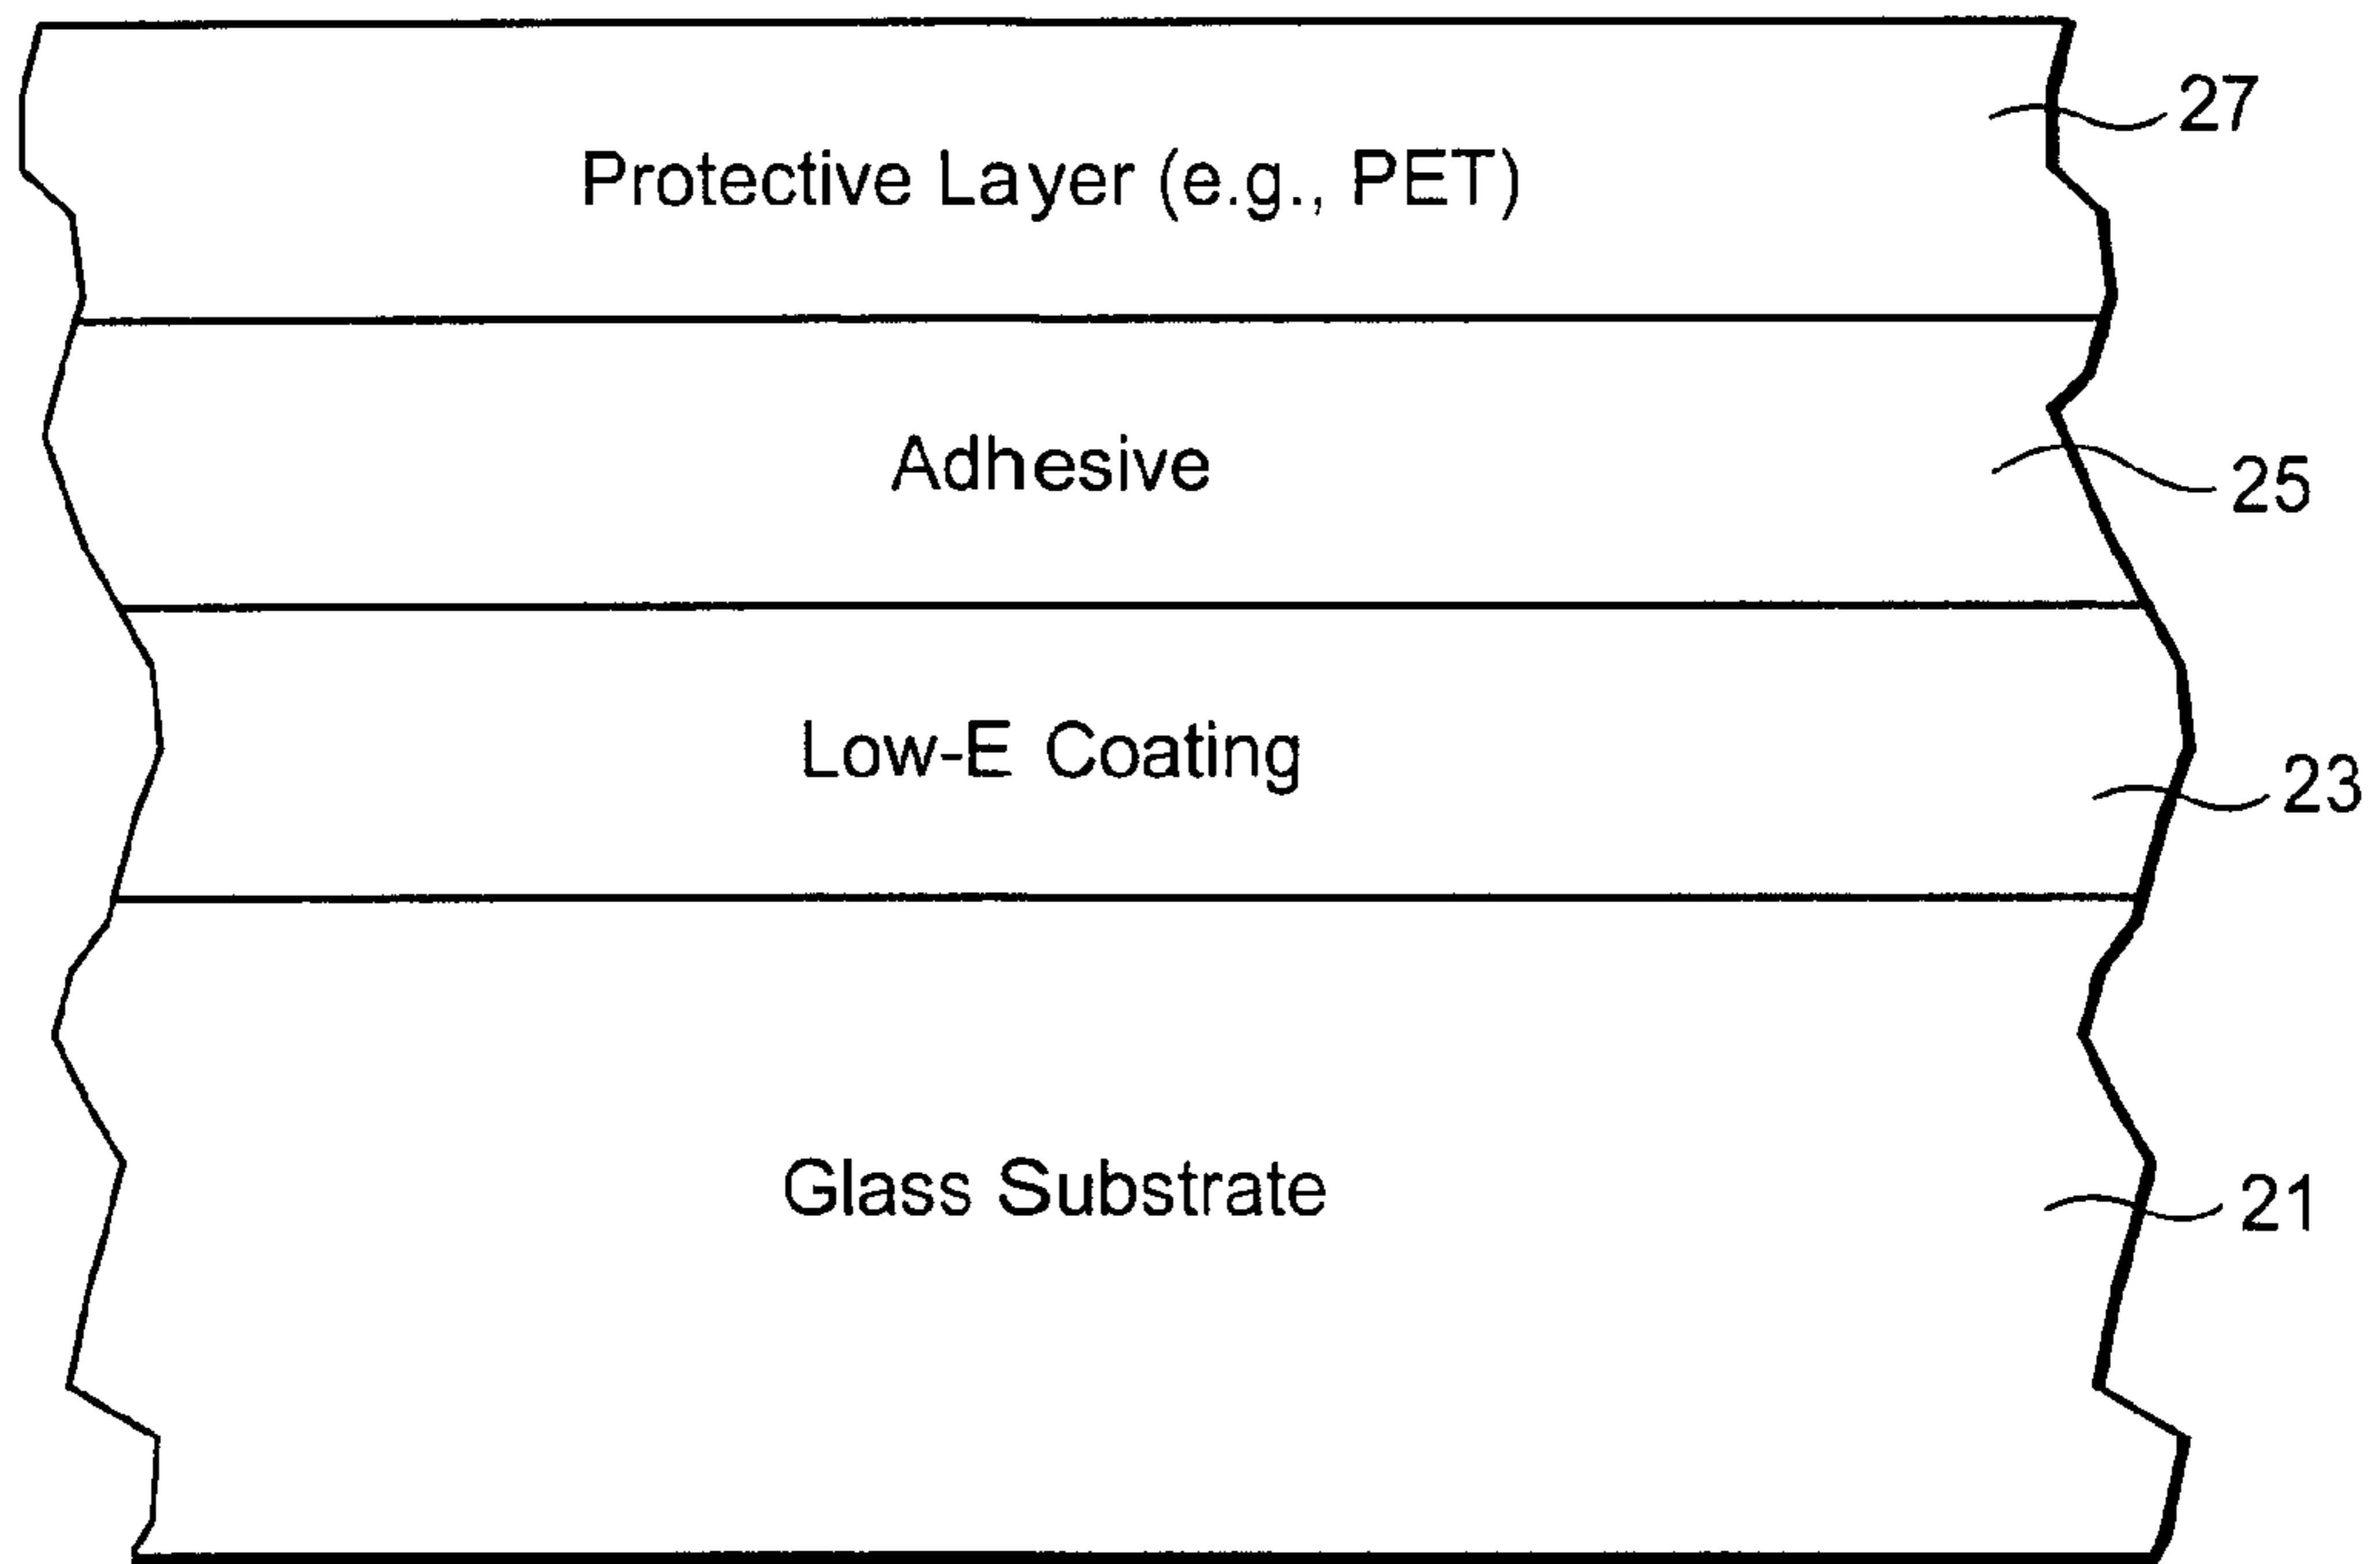 27
Protective Layer (e.g., PET)
Adhesive
25
Low-E Coating
23
Glass Substrate
21